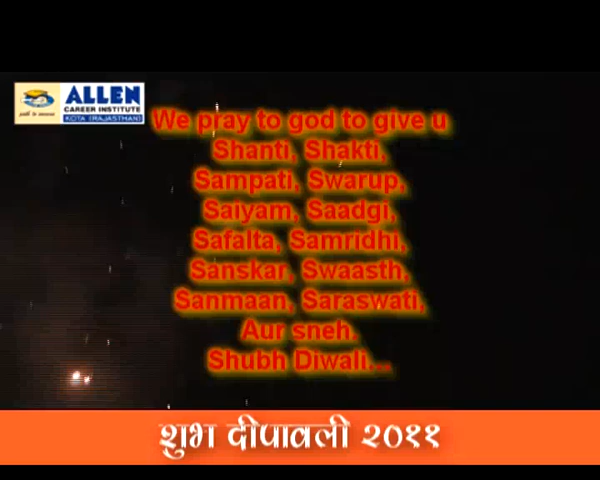 ALLEN
CAREER INSTITUTE
KOTA (RAJASTHAN)
We pray to god to give u
Shanti, Shakti,
Sampati, Swarup,
Saiyam, Saadgi,
Safalta, Samridhi,
Sanskar, Swaasth,
Sanmaan, Saraswati,
Aur sneh.
Shubh Diwali...
शुभ दीपावली २०११